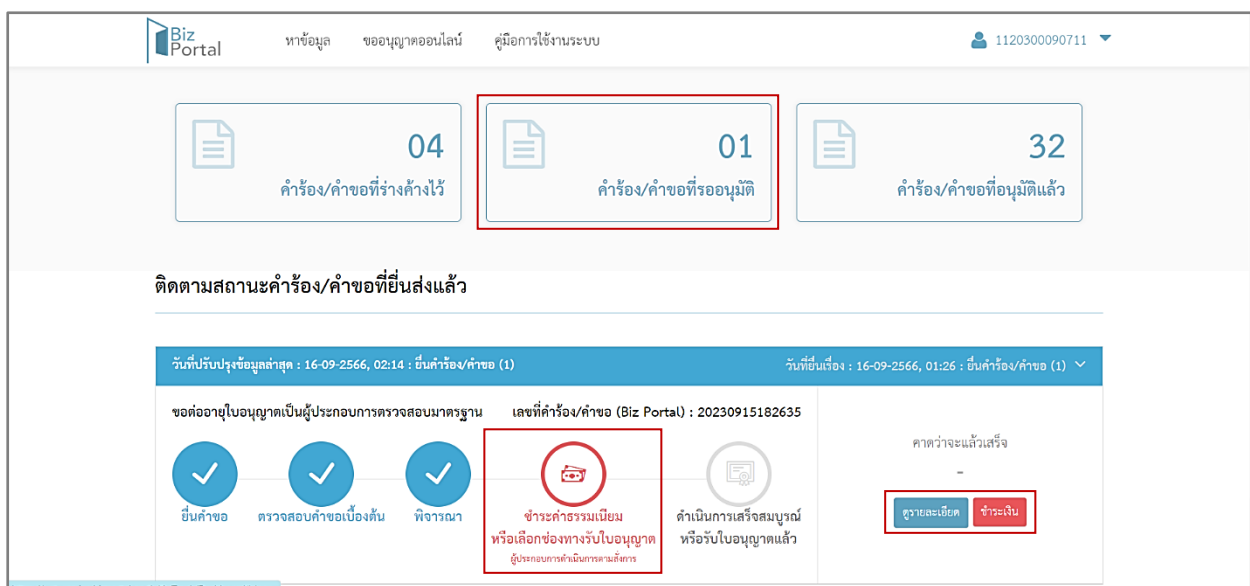 Biz
Portal
หาข้อมูล ขออนุญาตออนไลน์ คู่มือการใช้งานระบบ 1120300090711
04 01 32
คำร้อง/คำขอที่ร่างค้างไว้ คำร้อง/คำขอที่รออนุมัติ คำร้อง/คำขอที่อนุมัติแล้ว
ติดตามสถานะคำร้อง/คำขอที่ยื่นส่งแล้ว
วันที่ปรับปรุงข้อมูลล่าสุด : 16-09-2566, 02:14 : ยื่นคำร้อง/คำขอ (1) วันที่ยื่นเรื่อง : 16-09-2566, 01:26 : ยื่นคำร้อง/คำขอ (1)
ขอต่ออายุใบอนุญาตเป็นผู้ประกอบการตรวจสอบมาตรฐาน เลขที่คำร้อง/คำขอ (Biz Portal) : 20230915182635
คาดว่าจะแล้วเสร็จ
-
ดูรายละเอียด ชำระเงิน
ยื่นคำขอ ตรวจสอบคำขอเบื้องต้น พิจารณา ชำระค่าธรรมเนียม ดำเนินการเสร็จสมบูรณ์
หรือเลือกช่องทางรับใบอนุญาต หรือรับใบอนุญาตแล้ว
ผู้ประกอบการดำเนินการตามสั่งการ